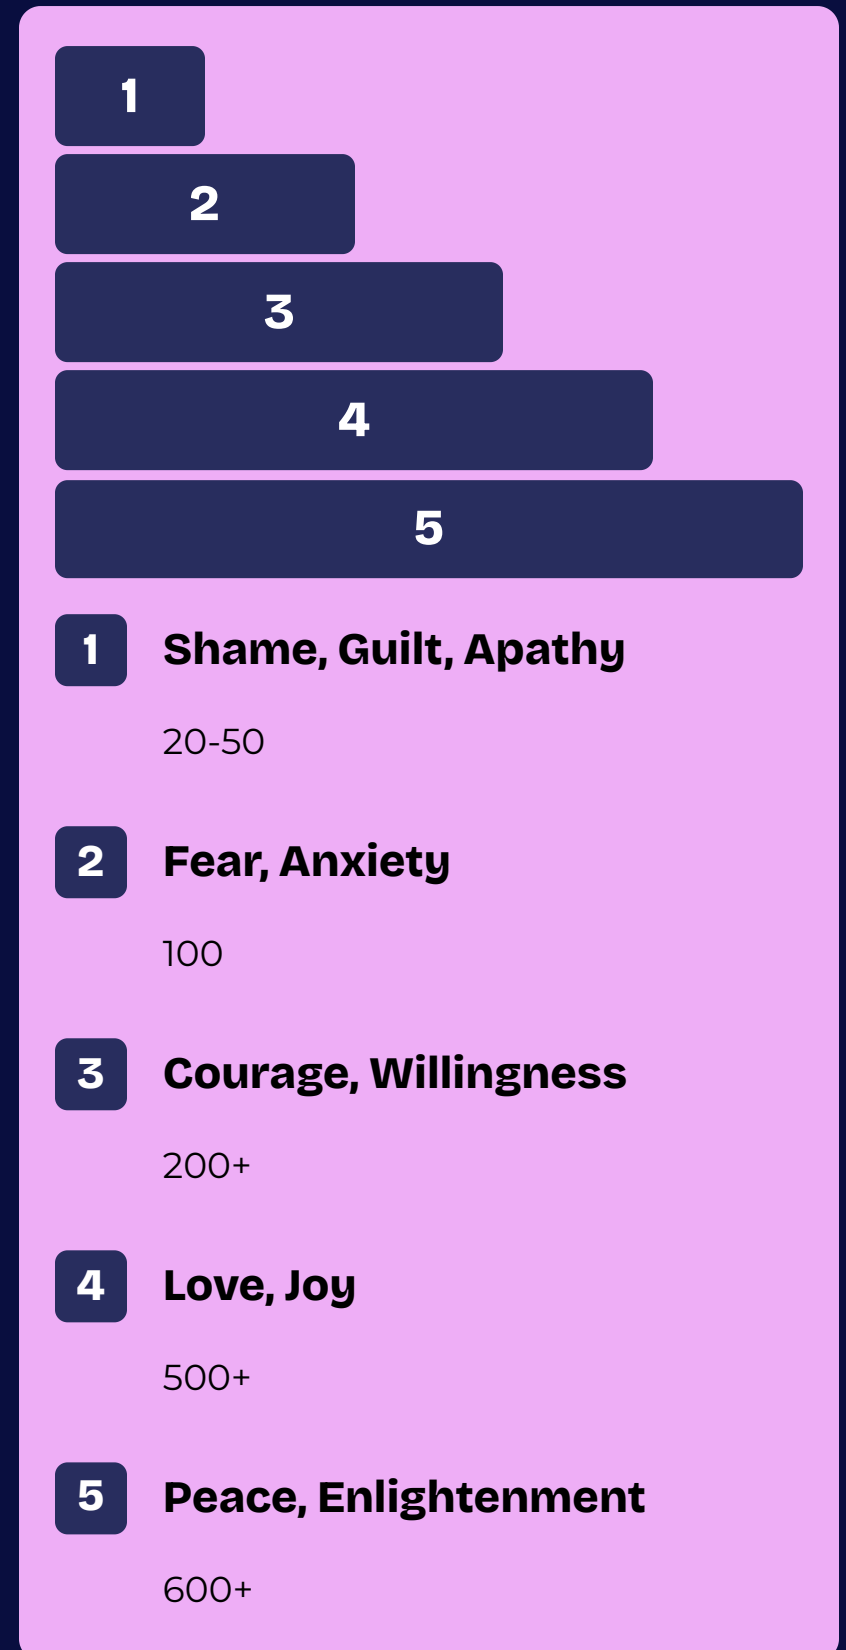 1
2
3
4
5
1 Shame, Guilt, Apathy
20-50
2 Fear, Anxiety
100
3 Courage, Willingness
200+
4 Love, Joy
500+
5 Peace, Enlightenment
600+